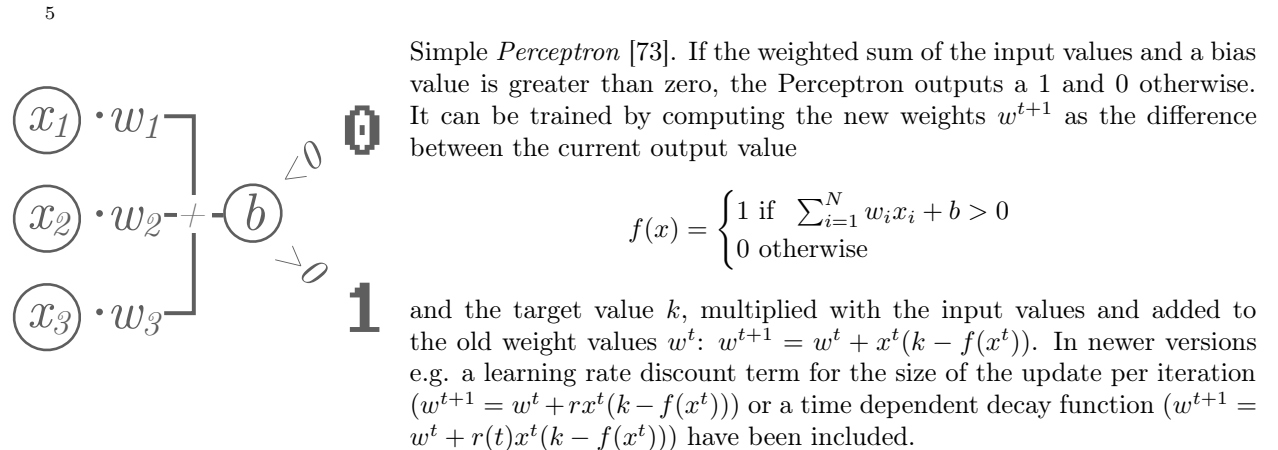 5
x₁ · w₁
x₂ · w₂ + b
x₃ · w₃
<0 0
>0 1
Simple Perceptron [73]. If the weighted sum of the input values and a bias
value is greater than zero, the Perceptron outputs a 1 and 0 otherwise.
It can be trained by computing the new weights w^{t+1} as the difference
between the current output value
f(x) = { 1 if ∑_{i=1}^{N} w_i x_i + b > 0
0 otherwise
and the target value k, multiplied with the input values and added to
the old weight values w^t: w^{t+1} = w^t + x^t(k − f(x^t)). In newer versions
e.g. a learning rate discount term for the size of the update per iteration
(w^{t+1} = w^t + rx^t(k − f(x^t))) or a time dependent decay function (w^{t+1} =
w^t + r(t)x^t(k − f(x^t))) have been included.